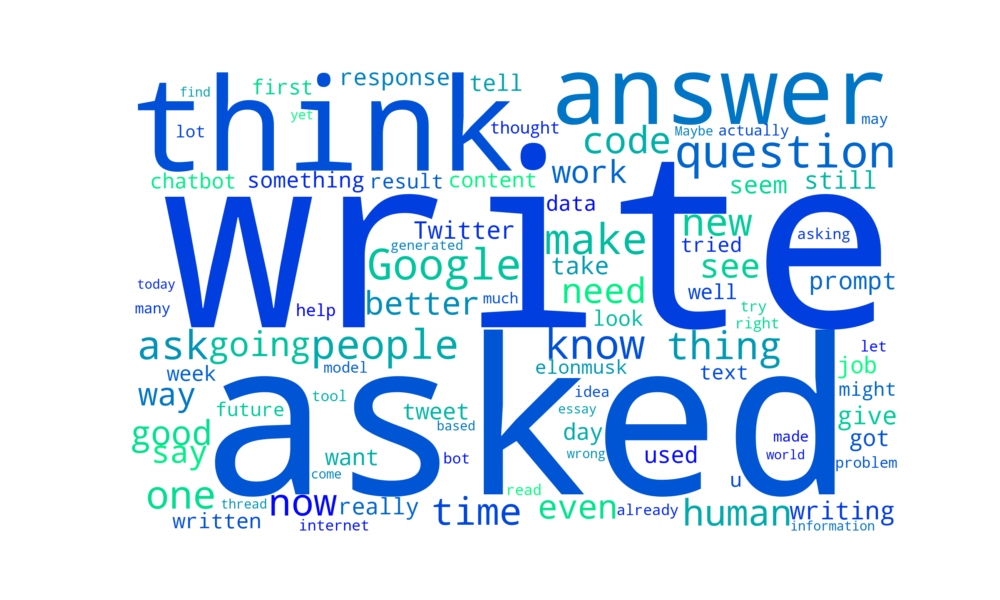 think
answer
find
first
response
tell
yet
lot
thought
code
Maybe
actually
may
question
chatbot
something
result
content
work
seem
still
write
data
Twitter
generated
Google
make
take
new
tried
see
asking
today
many
help
better
much
need
well
prompt
look
try
right
ask
going
people
know
thing
let
week
model
elonmusk
text
job
way
asked
future
tool
tweet
based
idea
essay
might
give
good
say
want
bot
day
wrong
used
made
world
got
problem
come
u
one
thread
now
really
read
time
even
already
human
writing
written
internet
information